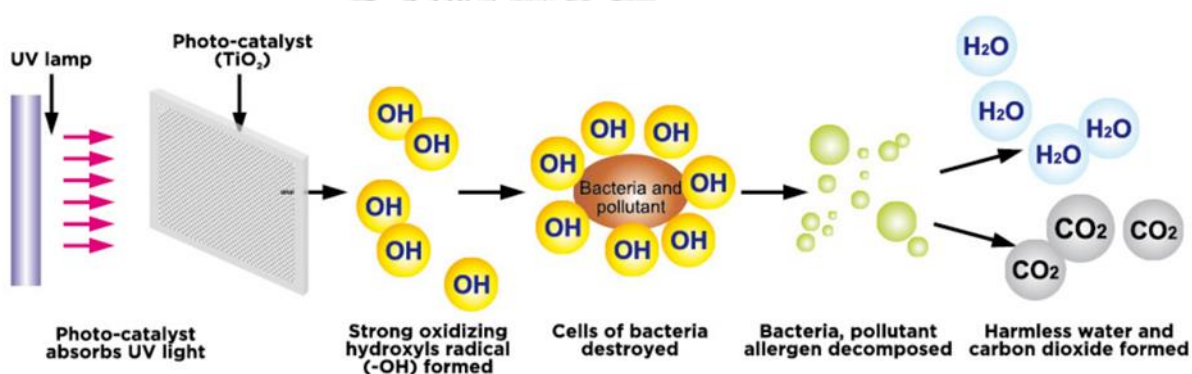 UV lamp
Photo-catalyst
(TiO₂)
OH
OH
OH
OH
OH
OH
OH
OH
OH
OH
OH
OH
Bacteria and
pollutant
H₂O
H₂O
H₂O
H₂O
CO₂
CO₂
CO₂
Photo-catalyst
absorbs UV light
Strong oxidizing
hydroxyls radical
(-OH) formed
Cells of bacteria
destroyed
Bacteria, pollutant
allergen decomposed
Harmless water and
carbon dioxide formed